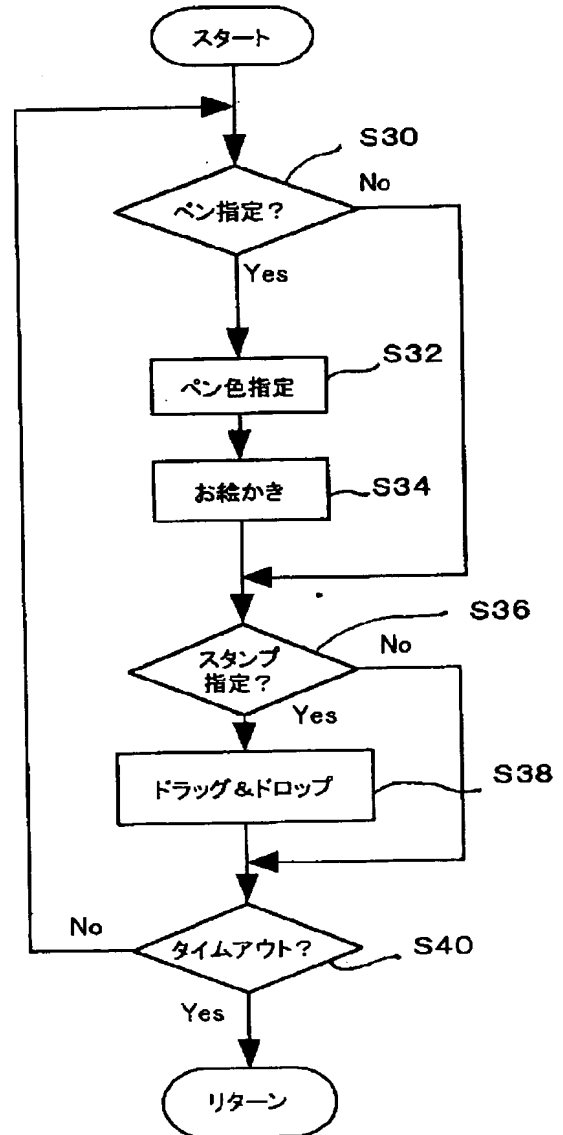 スタート
S30
ペン指定?
No
Yes
S32
ペン色指定
お絵かき
S34
S36
スタンプ
指定?
No
Yes
ドラッグ&ドロップ
S38
No
タイムアウト?
S40
Yes
リターン